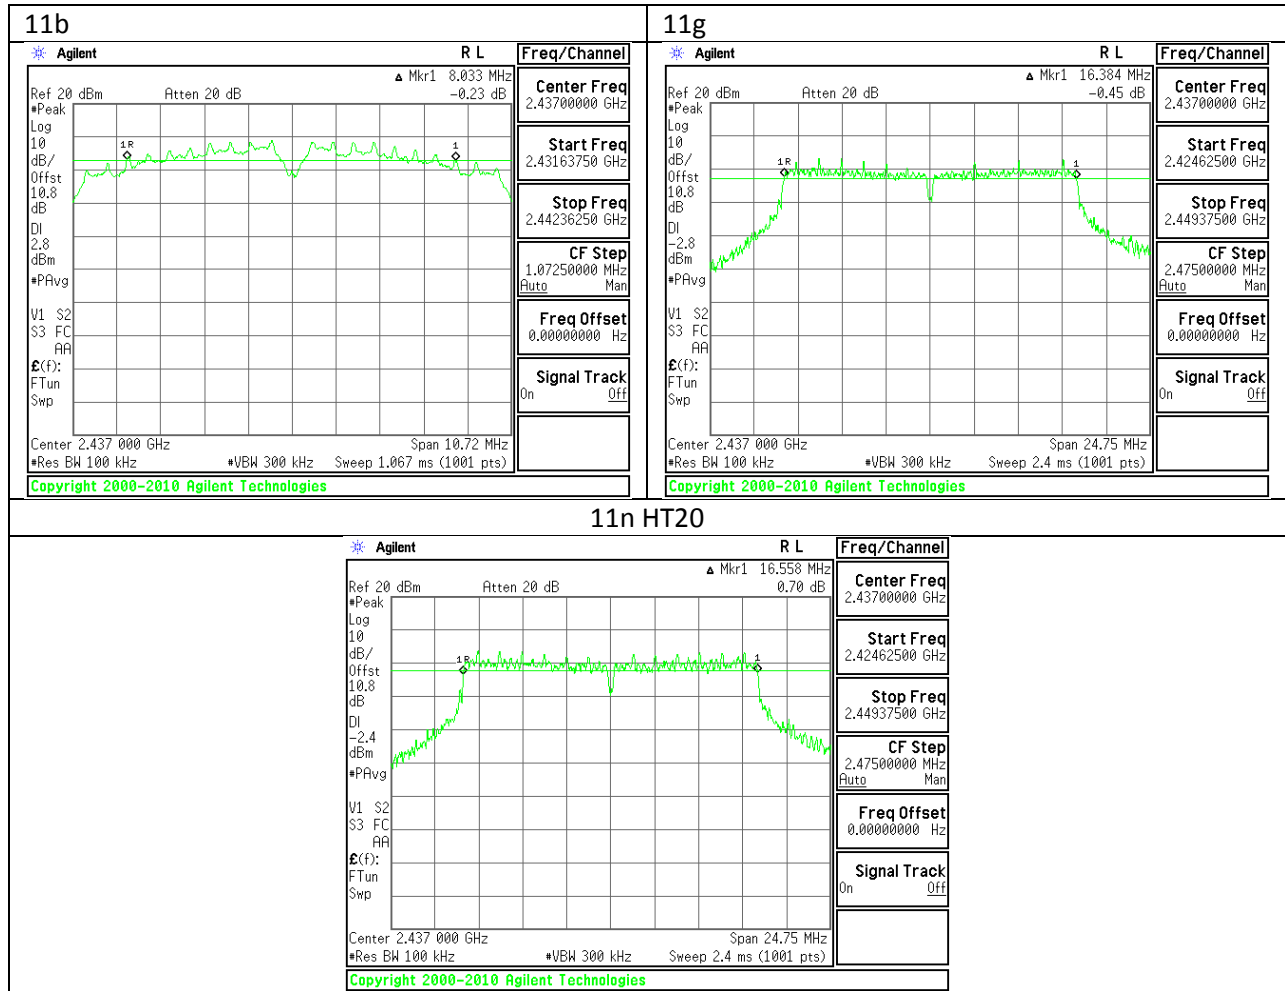 11b
Agilent R L Freq/Channel
Δ Mkr1 8.033 MHz
Ref 20 dBm Atten 20 dB -0.23 dB
#Peak
Log
10
dB/
Offst
10.8
dB
DI
2.8
dBm
#PAvg
V1 S2
S3 FC
AA
£(f):
FTun
Swp
1R
1
Center 2.437 000 GHz Span 10.72 MHz
#Res BW 100 kHz #VBW 300 kHz Sweep 1.067 ms (1001 pts)
Center Freq
2.43700000 GHz
Start Freq
2.43163750 GHz
Stop Freq
2.44236250 GHz
CF Step
1.07250000 MHz
Auto Man
Freq Offset
0.00000000 Hz
Signal Track
On Off
Copyright 2000-2010 Agilent Technologies
11g
Agilent R L Freq/Channel
Δ Mkr1 16.384 MHz
Ref 20 dBm Atten 20 dB -0.45 dB
#Peak
Log
10
dB/
Offst
10.8
dB
DI
-2.8
dBm
#PAvg
V1 S2
S3 FC
AA
£(f):
FTun
Swp
1R
1
Center 2.437 000 GHz Span 24.75 MHz
#Res BW 100 kHz #VBW 300 kHz Sweep 2.4 ms (1001 pts)
Center Freq
2.43700000 GHz
Start Freq
2.42462500 GHz
Stop Freq
2.44937500 GHz
CF Step
2.47500000 MHz
Auto Man
Freq Offset
0.00000000 Hz
Signal Track
On Off
Copyright 2000-2010 Agilent Technologies
11n HT20
Agilent R L Freq/Channel
Δ Mkr1 16.558 MHz
Ref 20 dBm Atten 20 dB 0.70 dB
#Peak
Log
10
dB/
Offst
10.8
dB
DI
-2.4
dBm
#PAvg
V1 S2
S3 FC
AA
£(f):
FTun
Swp
1R
1
Center 2.437 000 GHz Span 24.75 MHz
#Res BW 100 kHz #VBW 300 kHz Sweep 2.4 ms (1001 pts)
Center Freq
2.43700000 GHz
Start Freq
2.42462500 GHz
Stop Freq
2.44937500 GHz
CF Step
2.47500000 MHz
Auto Man
Freq Offset
0.00000000 Hz
Signal Track
On Off
Copyright 2000-2010 Agilent Technologies